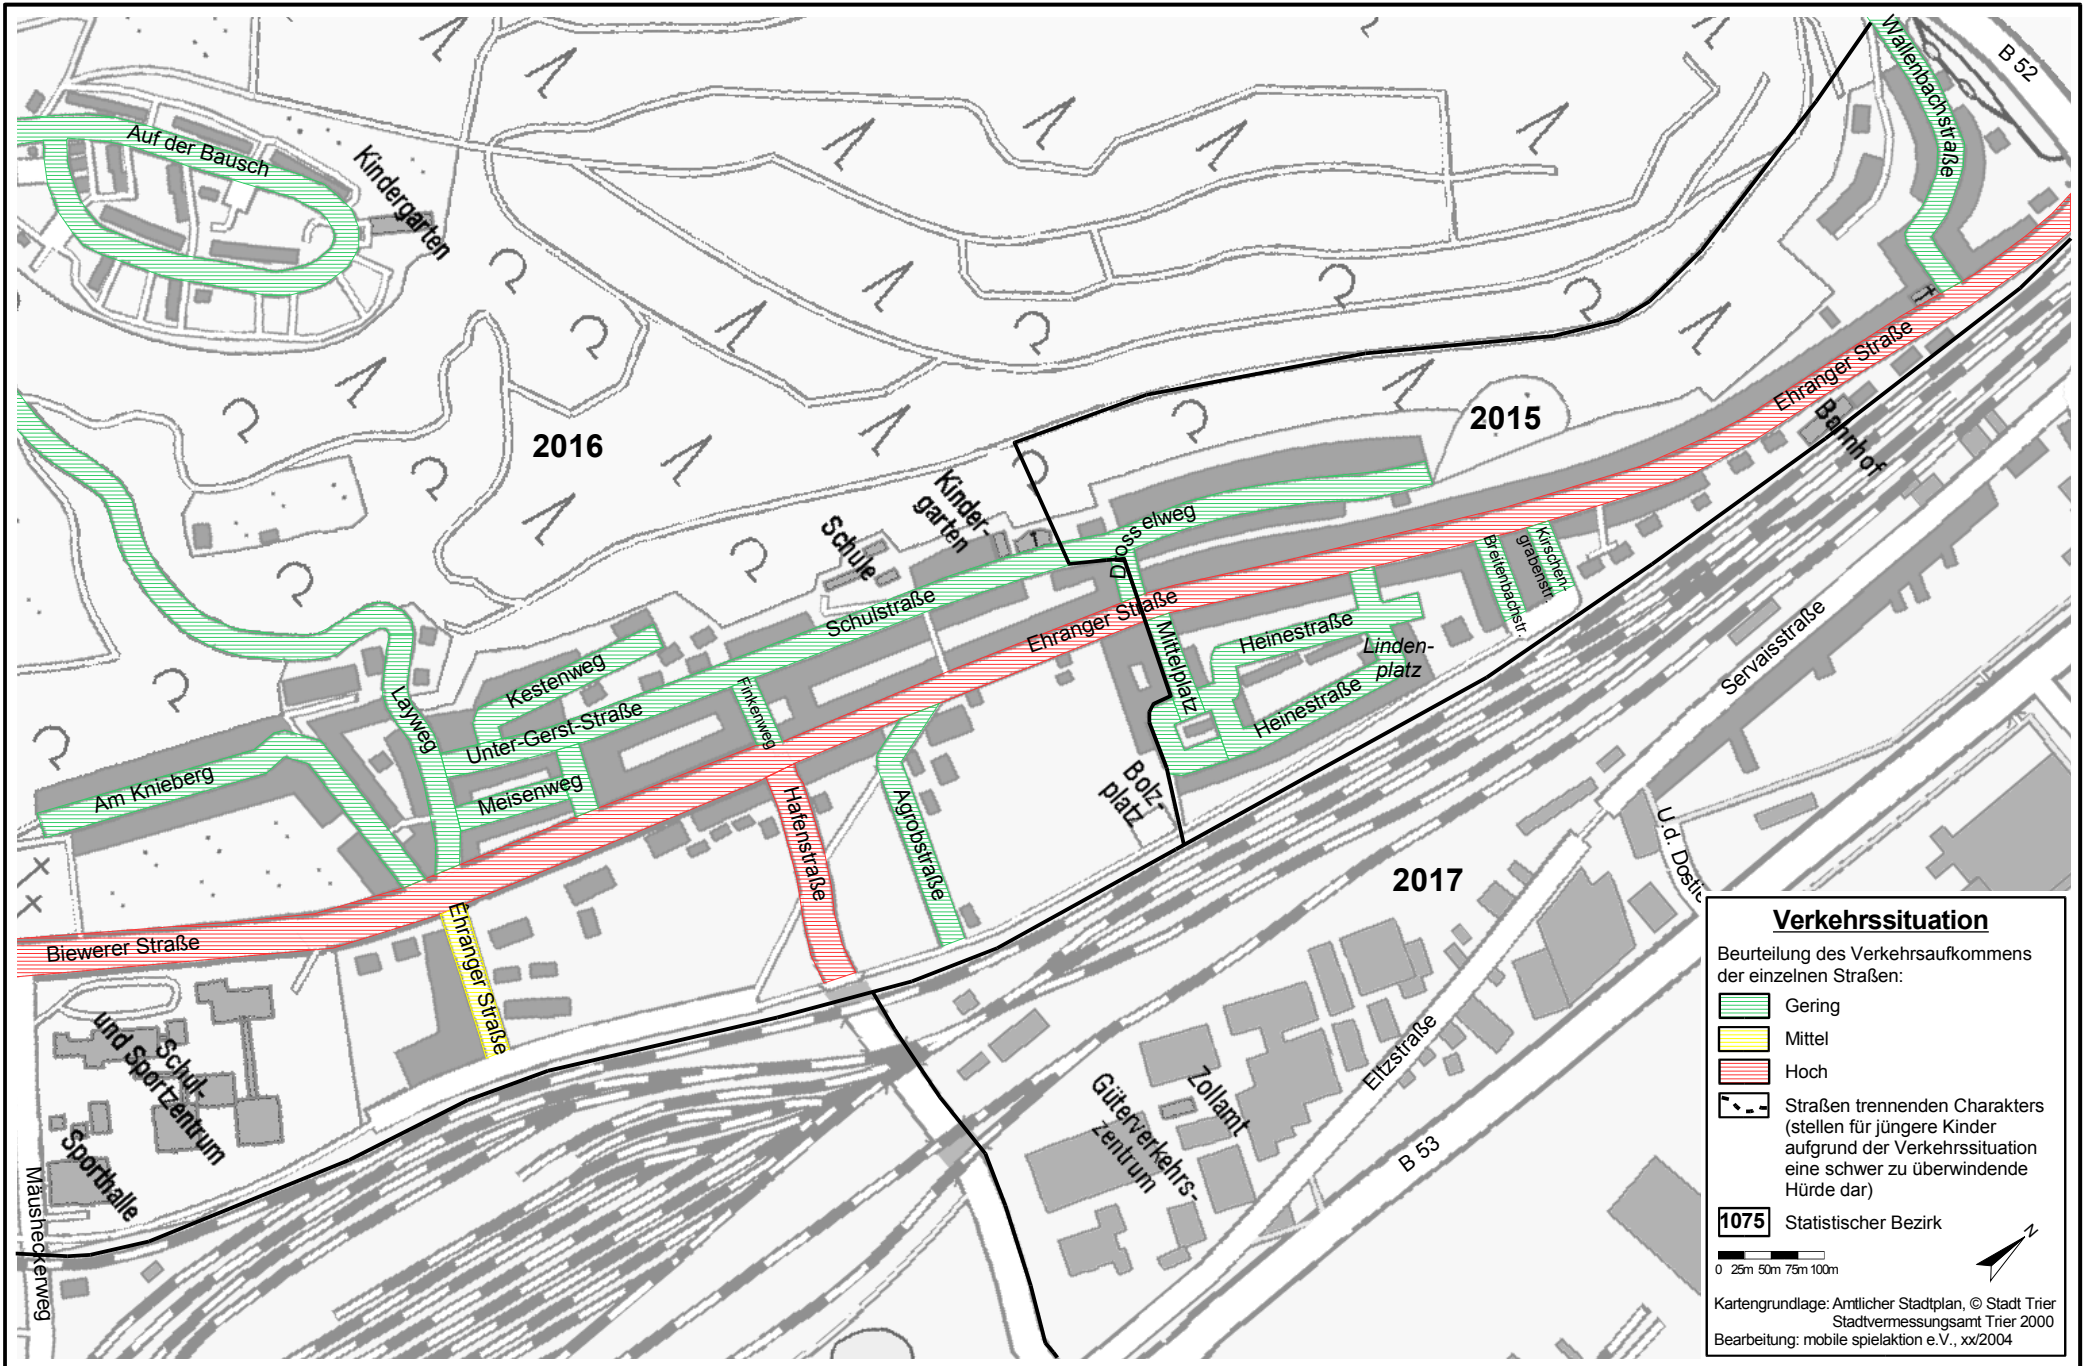 Wallenbachstraße
B 52
Auf der Bausch
Kindergarten
2016
2015
Ehranger Straße
Bahnhof
Kinder-
garten
Schule
Drosselweg
Schulstraße
Ehranger Straße
Kirschen-
grabenstr.
Breitenbachstr.
Heinestraße
Linden-
platz
Mittelplatz
Heinestraße
Servaisstraße
Kestenweg
Finkenweg
Layweg
Unter-Gerst-Straße
Meisenweg
Am Knieberg
Hafenstraße
Agrobstraße
Bolz-
platz
U.d. Dostle
2017
Biewerer Straße
Ehranger Straße
Schul-
und Sportzentrum
Sporthalle
Mäusheckerweg
Güterverkehrs-
zentrum
Zollamt
Eltzstraße
B 53
Verkehrssituation
Beurteilung des Verkehrsaufkommens
der einzelnen Straßen:
Gering
Mittel
Hoch
Straßen trennenden Charakters
(stellen für jüngere Kinder
aufgrund der Verkehrssituation
eine schwer zu überwindende
Hürde dar)
1075 Statistischer Bezirk
N
0 25m 50m 75m 100m
Kartengrundlage: Amtlicher Stadtplan, © Stadt Trier
Stadtvermessungsamt Trier 2000
Bearbeitung: mobile spielaktion e.V., xx/2004